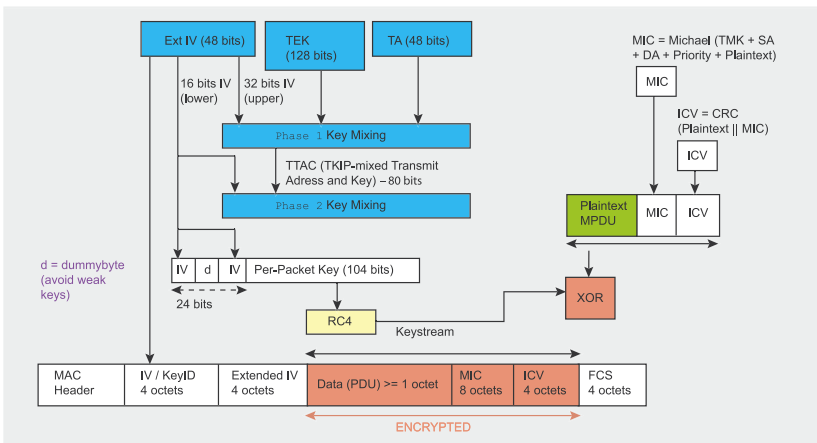 Ext IV (48 bits)
TEK
(128 bits)
TA (48 bits)
MIC = Michael (TMK + SA
+ DA + Priority + Plaintext)
16 bits IV
(lower)
32 bits IV
(upper)
MIC
ICV = CRC
(Plaintext || MIC)
Phase 1 Key Mixing
ICV
TTAC (TKIP-mixed Transmit
Adress and Key) – 80 bits
Phase 2 Key Mixing
Plaintext
MPDU
MIC
ICV
d = dummybyte
(avoid weak
keys)
IV
d
IV
Per-Packet Key (104 bits)
24 bits
RC4
Keystream
XOR
MAC
Header
IV / KeyID
4 octets
Extended IV
4 octets
Data (PDU) >= 1 octet
MIC
8 octets
ICV
4 octets
FCS
4 octets
ENCRYPTED